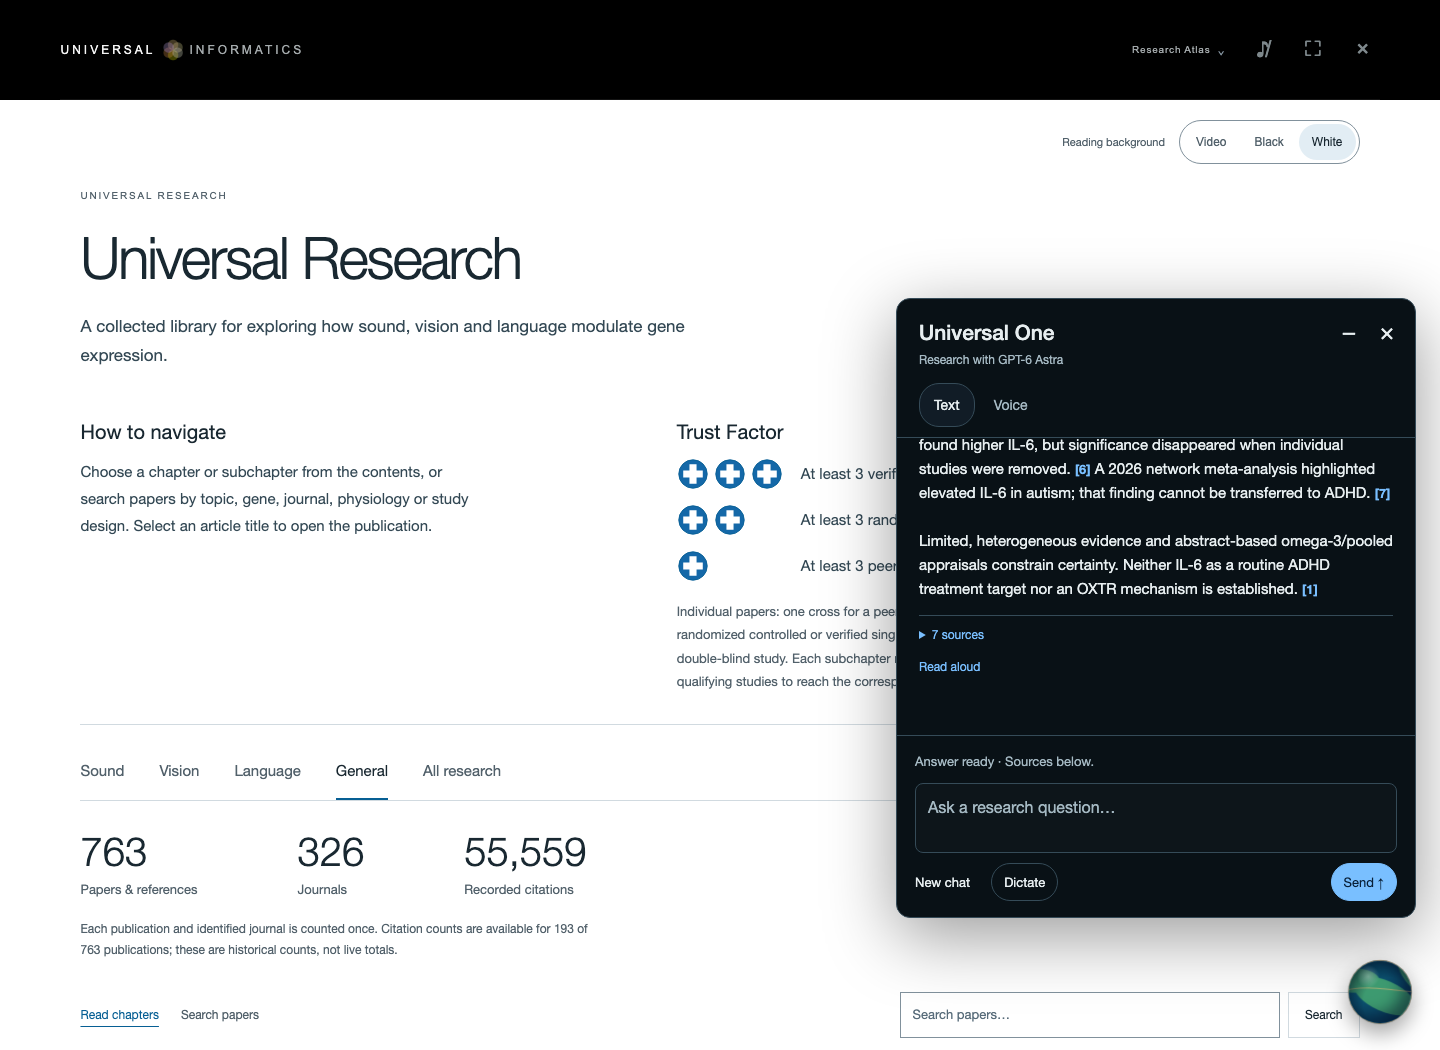 UNIVERSAL INFORMATICS
Research Atlas
Reading background
Video
Black
White
UNIVERSAL RESEARCH
Universal Research
A collected library for exploring how sound, vision and language modulate gene
expression.
How to navigate
Choose a chapter or subchapter from the contents, or
search papers by topic, gene, journal, physiology or study
design. Select an article title to open the publication.
Trust Factor
At least 3
At least 3
At least 3
Individual papers: one cross for a
randomized controlled or verified
double-blind study. Each subchapter
qualifying studies to reach the
Sound
Vision
Language
General
All research
763
Papers & references
326
Journals
55,559
Recorded citations
Each publication and identified journal is counted once. Citation counts are available for 193 of
763 publications; these are historical counts, not live totals.
Read chapters
Search papers
Search papers...
Search
Universal One
Research with GPT-6 Astra
Text
Voice
found higher IL-6, but significance disappeared when individual
studies were removed. [6] A 2026 network meta-analysis highlighted
elevated IL-6 in autism; that finding cannot be transferred to ADHD. [7]
Limited, heterogeneous evidence and abstract-based omega-3/pooled
appraisals constrain certainty. Neither IL-6 as a routine ADHD
treatment target nor an OXTR mechanism is established. [1]
7 sources
Read aloud
Answer ready · Sources below.
Ask a research question...
New chat
Dictate
Send ↑